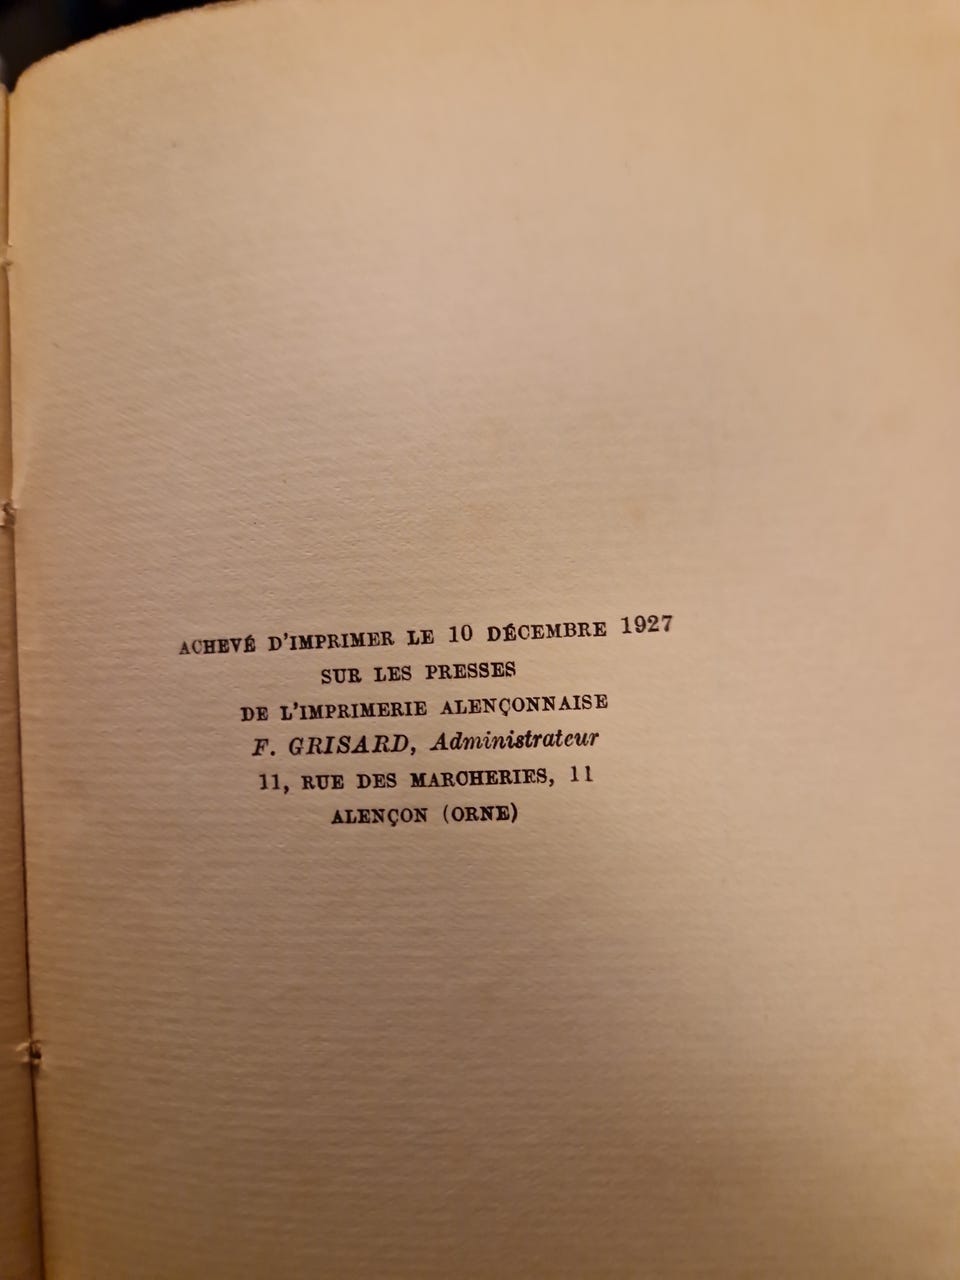 ACHEVÉ D'IMPRIMER LE 10 DÉCEMBRE 1927
SUR LES PRESSES
DE L'IMPRIMERIE ALENÇONNAISE
F. GRISARD, Administrateur
11, RUE DES MARCHERIES, 11
ALENÇON (ORNE)